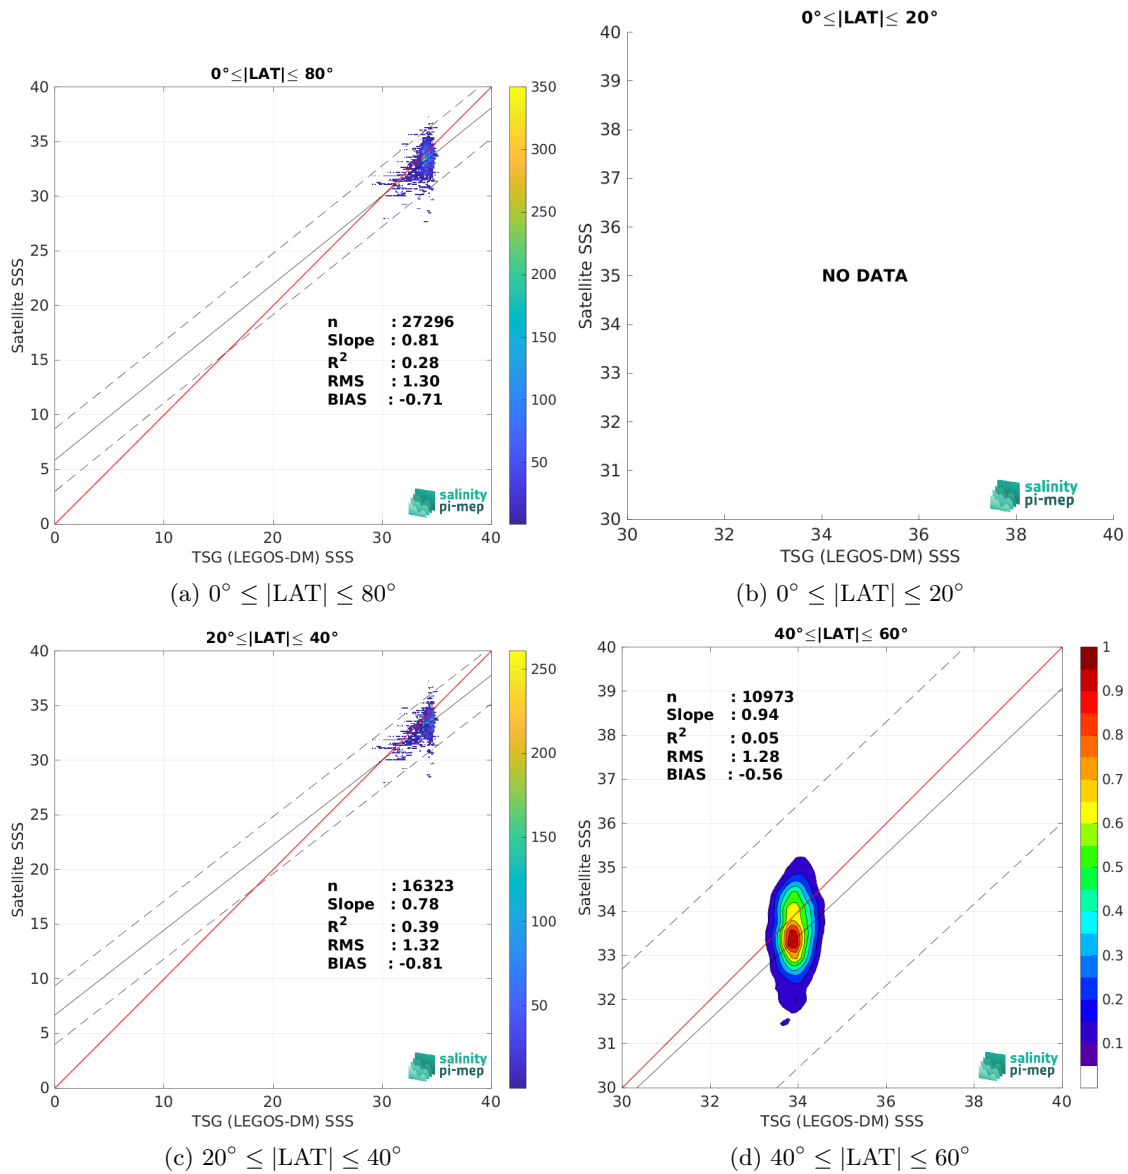 0°≤|LAT|≤ 80°
40
35
30
25
20
15
10
5
0
Satellite SSS
0
10
20
30
40
TSG (LEGOS-DM) SSS
350
300
250
200
150
100
50
n : 27296
Slope : 0.81
R² : 0.28
RMS : 1.30
BIAS : -0.71
salinity
pi-mep
(a) 0° ≤ |LAT| ≤ 80°
0°≤|LAT|≤ 20°
40
39
38
37
36
35
34
33
32
31
30
Satellite SSS
NO DATA
30
32
34
36
38
40
TSG (LEGOS-DM) SSS
salinity
pi-mep
(b) 0° ≤ |LAT| ≤ 20°
20°≤|LAT|≤ 40°
40
35
30
25
20
15
10
5
0
Satellite SSS
0
10
20
30
40
TSG (LEGOS-DM) SSS
250
200
150
100
50
0
n : 16323
Slope : 0.78
R² : 0.39
RMS : 1.32
BIAS : -0.81
salinity
pi-mep
(c) 20° ≤ |LAT| ≤ 40°
40°≤|LAT|≤ 60°
40
39
38
37
36
35
34
33
32
31
30
Satellite SSS
30
32
34
36
38
40
TSG (LEGOS-DM) SSS
1
0.9
0.8
0.7
0.6
0.5
0.4
0.3
0.2
0.1
n : 10973
Slope : 0.94
R² : 0.05
RMS : 1.28
BIAS : -0.56
salinity
pi-mep
(d) 40° ≤ |LAT| ≤ 60°